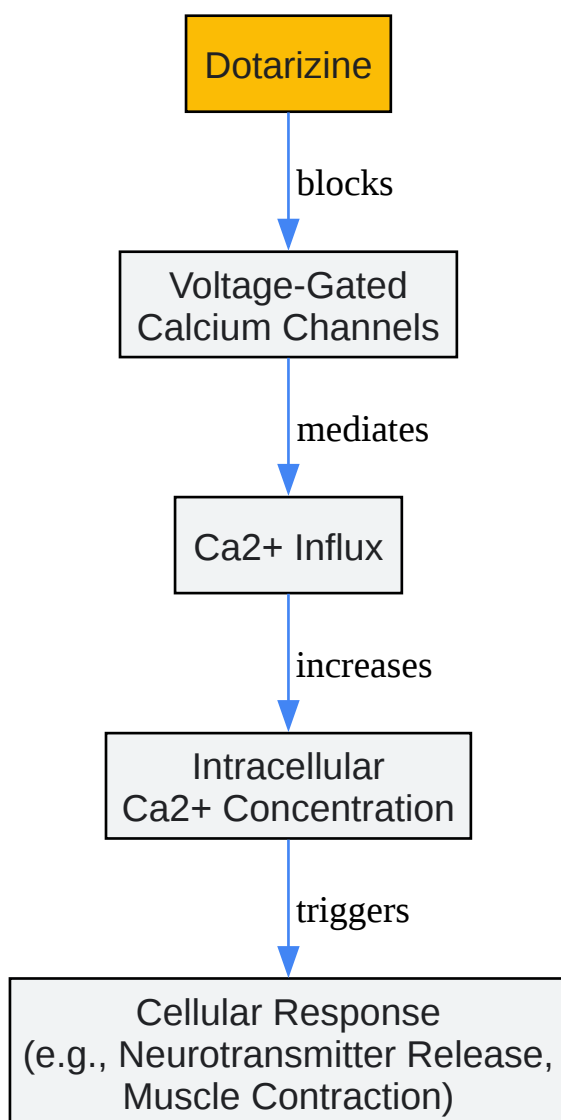 Dotarizine
blocks
Voltage-Gated
Calcium Channels
mediates
Ca2+ Influx
increases
Intracellular
Ca2+ Concentration
triggers
Cellular Response
(e.g., Neurotransmitter Release,
Muscle Contraction)